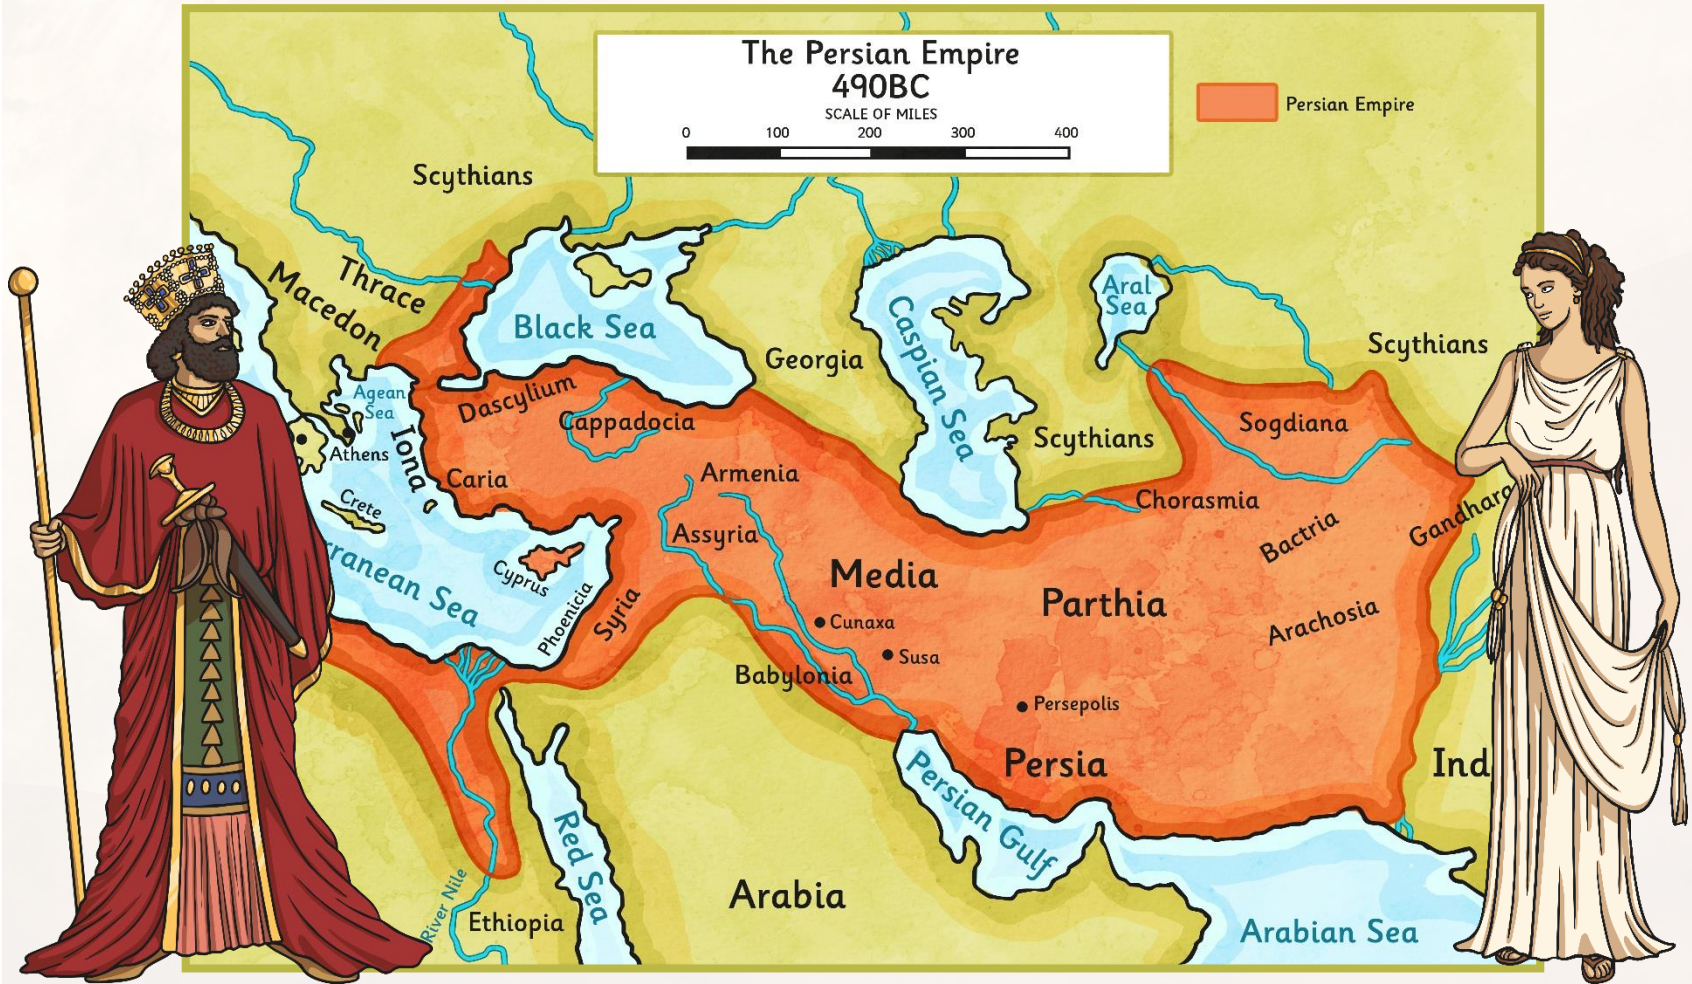 The Persian Empire
490BC
SCALE OF MILES
0 100 200 300 400
Persian Empire
Scythians
Thrace
Macedon
Black Sea
Georgia
Caspian Sea
Aral
Sea
Scythians
Agean
Sea
Dascylium
Cappadocia
Sogdiana
Scythians
Athens
Iona
Caria
Armenia
Chorasmia
Gandhara
Crete
Assyria
Bactria
rranean Sea
Cyprus
Media
Parthia
Phoenicia
Syria
Cunaxa
Arachosia
Susa
Babylonia
Persepolis
Persia
Ind
Persian Gulf
Red Sea
River Nile
Ethiopia
Arabia
Arabian Sea